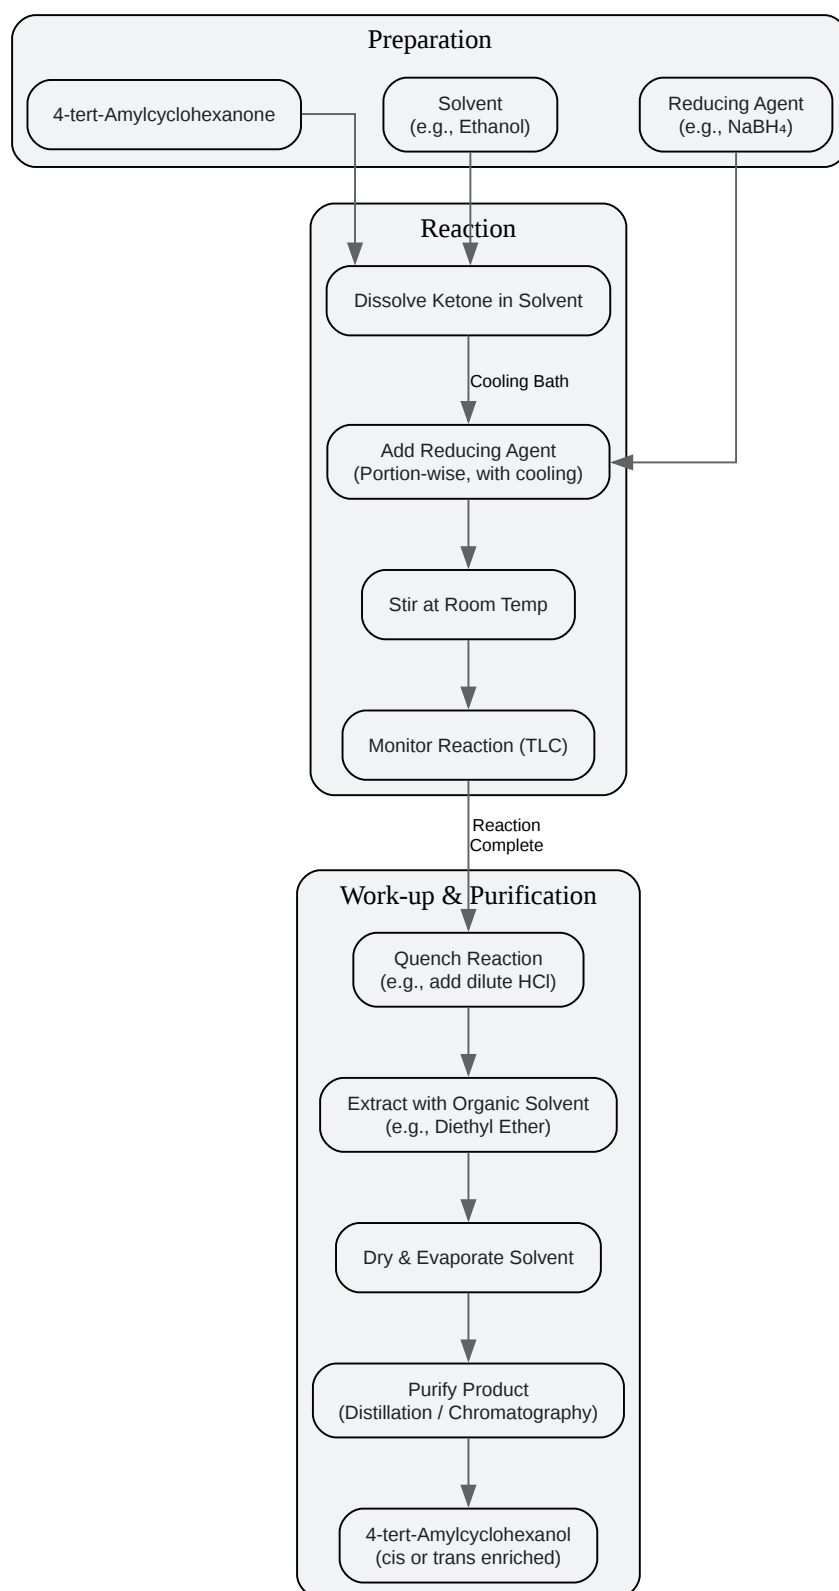 Preparation
4-tert-Amylcyclohexanone
Solvent
(e.g., Ethanol)
Reducing Agent
(e.g., NaBH₄)
Reaction
Dissolve Ketone in Solvent
Cooling Bath
Add Reducing Agent
(Portion-wise, with cooling)
Stir at Room Temp
Monitor Reaction (TLC)
Reaction
Complete
Work-up & Purification
Quench Reaction
(e.g., add dilute HCl)
Extract with Organic Solvent
(e.g., Diethyl Ether)
Dry & Evaporate Solvent
Purify Product
(Distillation / Chromatography)
4-tert-Amylcyclohexanol
(cis or trans enriched)